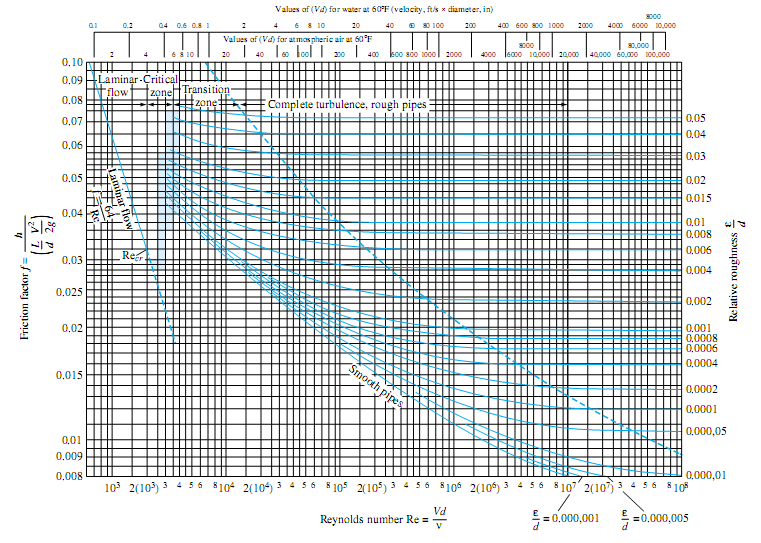 Values of (Vd) for water at 60°F (velocity, ft/s × diameter, in)
0.1 0.2 0.4 0.6 0.8 1 2 4 6 8 10 20 40 60 80 100 200 400 600 800 1000 2000 4000 6000 8000 10,000
Values of (Vd) for atmospheric air at 60°F
2 4 6 8 10 20 40 60 80 100 200 400 600 800 1000 2000 4000 6000 8000 10,000 20,000 40,000 60,000 80,000 100,000
Laminar flow
Critical zone
Transition zone
Complete turbulence, rough pipes
0.10
0.09
0.08
0.07
0.06
0.05
0.04
0.03
0.025
0.02
0.015
0.01
0.009
0.008
Friction factor f = h / (L/d V²/2g)
Laminar flow
f = 64/Re
Re cr
Smooth pipes
0.05
0.04
0.03
0.02
0.015
0.01
0.008
0.006
0.004
0.002
0.001
0.0008
0.0006
0.0004
0.0002
0.0001
0.000,05
0.000,01
Relative roughness ε/d
10³ 2(10³) 3 4 5 6 8 10⁴ 2(10⁴) 3 4 5 6 8 10⁵ 2(10⁵) 3 4 5 6 8 10⁶ 2(10⁶) 3 4 5 6 8 10⁷ 2(10⁷) 3 4 5 6 8 10⁸
Reynolds number Re = Vd/ν
ε/d = 0.000,001
ε/d = 0.000,005